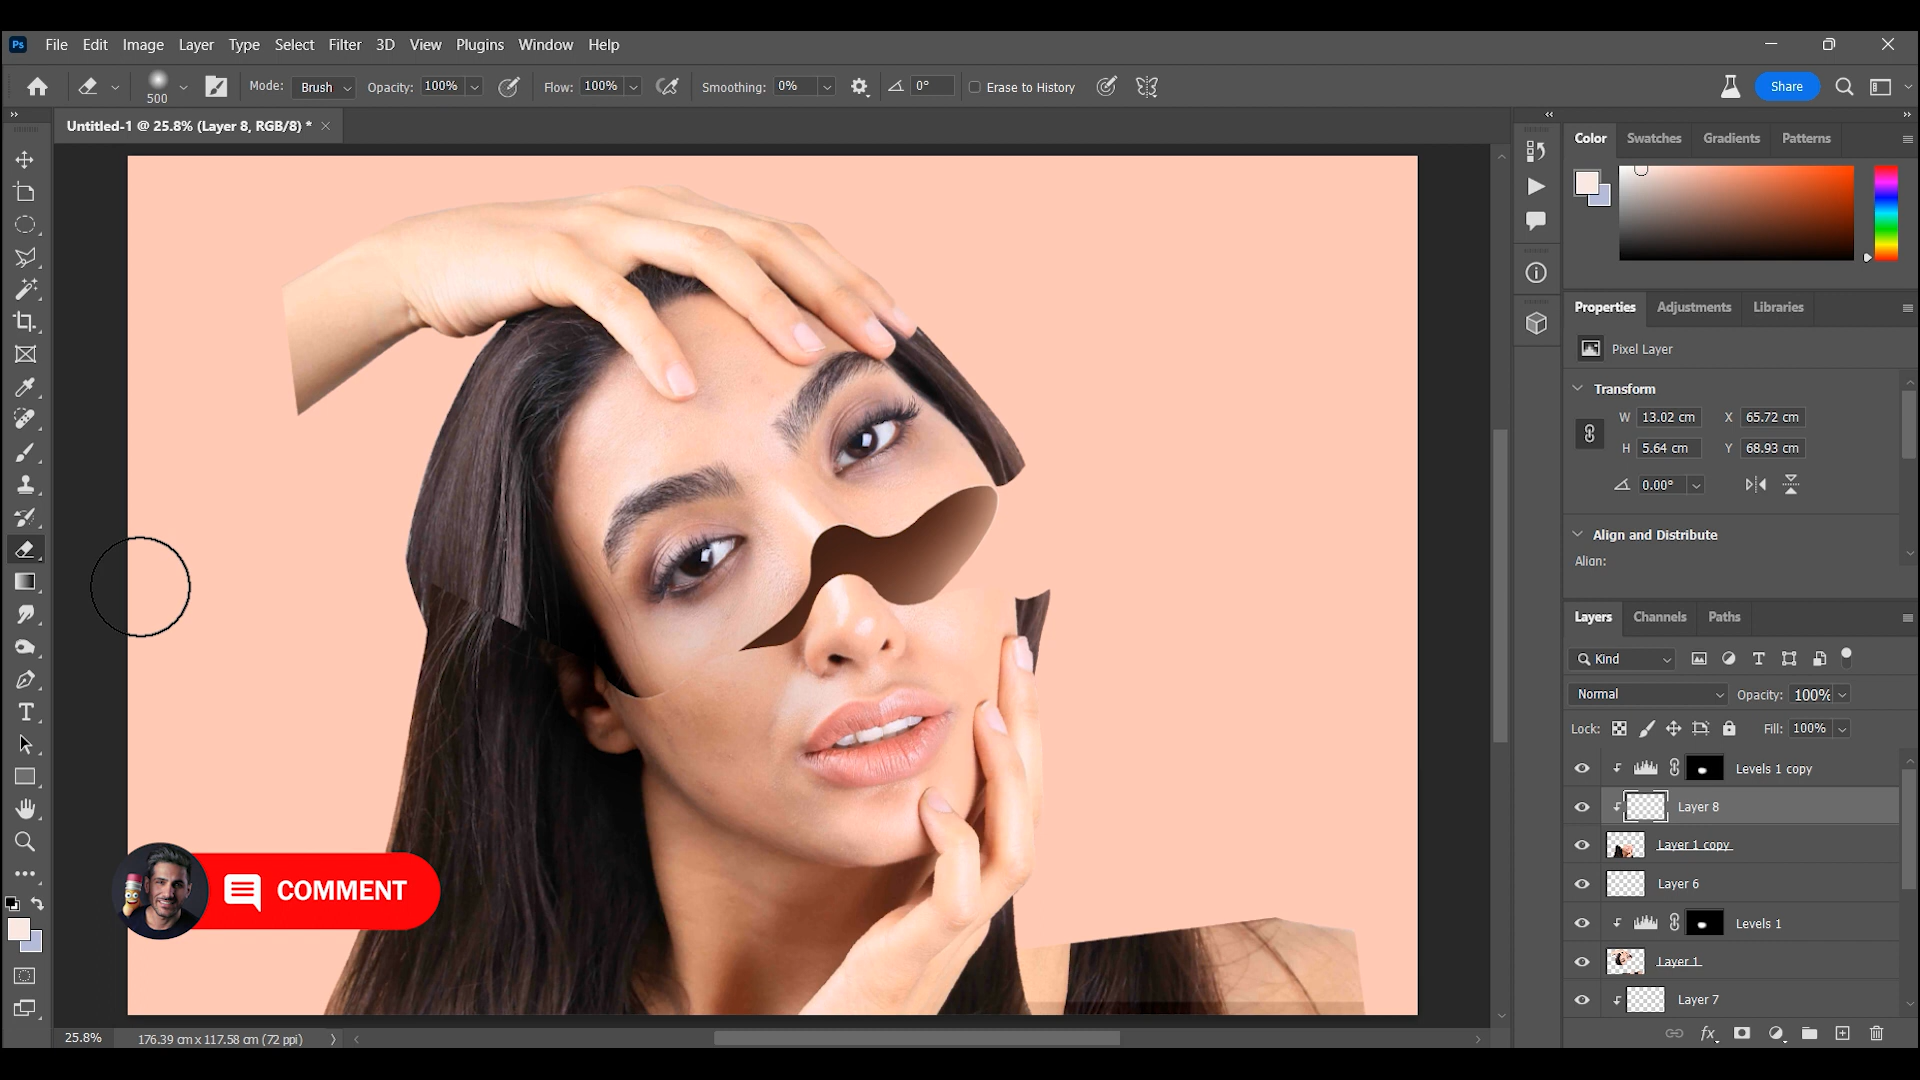 Ps File Edit Image Layer Type Select Filter 3D View Plugins Window Help
500 Mode: Brush Opacity: 100% Flow: 100% Smoothing: 0% 0° Erase to History Share
Untitled-1 @ 25.8% (Layer 8, RGB/8) *
Color Swatches Gradients Patterns
Properties Adjustments Libraries
Pixel Layer
Transform
W 13.02 cm X 65.72 cm
H 5.64 cm Y 68.93 cm
0.00°
Align and Distribute
Align:
Layers Channels Paths
Kind
Normal Opacity: 100%
Lock: Fill: 100%
Levels 1 copy
Layer 8
Layer 1 copy
Layer 6
Levels 1
Layer 1
Layer 7
COMMENT
25.8% 176.39 cm x 117.58 cm (72 ppi)